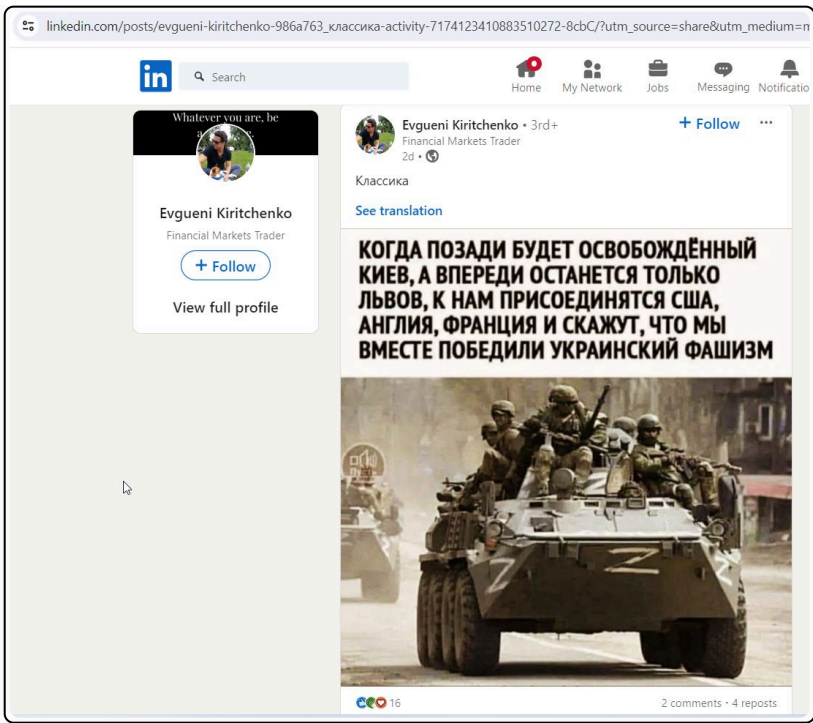 linkedin.com/posts/evgueni-kiritchenko-986a763_классика-activity-7174123410883510272-8cbC/?utm_source=share&utm_medium=m
in
Search
Home
My Network
Jobs
Messaging
Notificatio
Whatever you are, be
Evgueni Kiritchenko
Financial Markets Trader
+ Follow
View full profile
Evgueni Kiritchenko • 3rd+
Financial Markets Trader
2d •
+ Follow
Классика
See translation
КОГДА ПОЗАДИ БУДЕТ ОСВОБОЖДЁННЫЙ
КИЕВ, А ВПЕРЕДИ ОСТАНЕТСЯ ТОЛЬКО
ЛЬВОВ, К НАМ ПРИСОЕДИНЯТСЯ США,
АНГЛИЯ, ФРАНЦИЯ И СКАЖУТ, ЧТО МЫ
ВМЕСТЕ ПОБЕДИЛИ УКРАИНСКИЙ ФАШИЗМ
Z Z Z
16
2 comments • 4 reposts